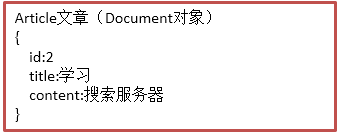 Article文章（Document对象）
{
id:2
title:学习
content:搜索服务器
}